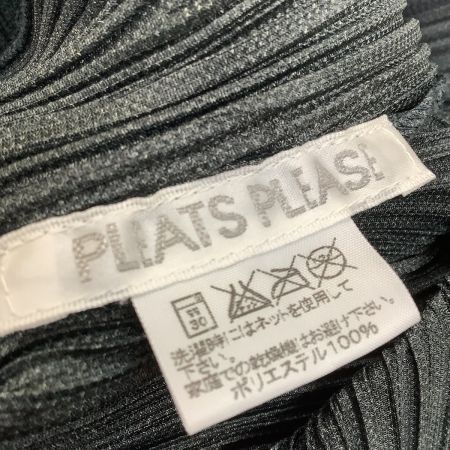 PLEATS PLEASE
30
洗濯時にはネットを使用して
下さい。
家庭での乾燥機はお避け下さい。
ポリエステル100%